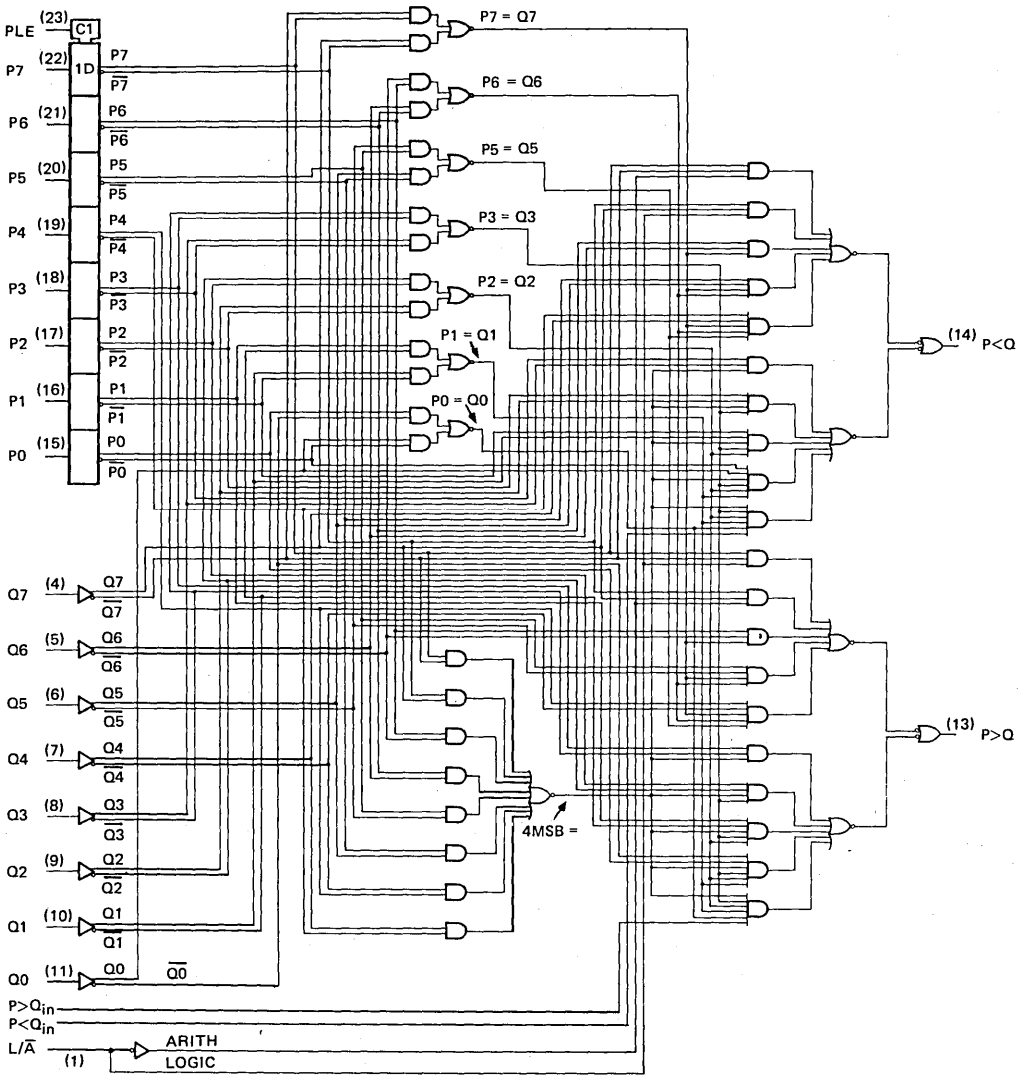 PLE (23) C1
P7 (22) 1D P7
P7̅
P6 (21) P6
P6̅
P5 (20) P5
P5̅
P4 (19) P4
P4̅
P3 (18) P3
P3̅
P2 (17) P2
P2̅
P1 (16) P1
P1̅
P0 (15) P0
P0̅
P7 = Q7
P6 = Q6
P5 = Q5
P3 = Q3
P2 = Q2
P1 = Q1
P0 = Q0
(14) P<Q
(13) P>Q
4MSB =
Q7 (4) Q7
Q7̅
Q6 (5) Q6
Q6̅
Q5 (6) Q5
Q5̅
Q4 (7) Q4
Q4̅
Q3 (8) Q3
Q3̅
Q2 (9) Q2
Q2̅
Q1 (10) Q1
Q1̅
Q0 (11) Q0 Q0̅
P>Qin
P<Qin
L/A̅ (1) ARITH
LOGIC